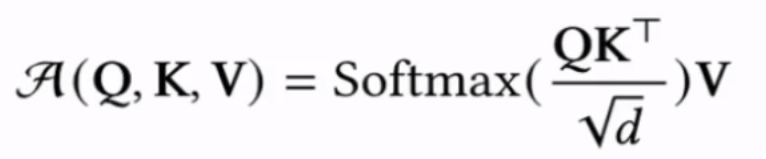 𝒜(Q, K, V) = Softmax(QK⊤/√d)V